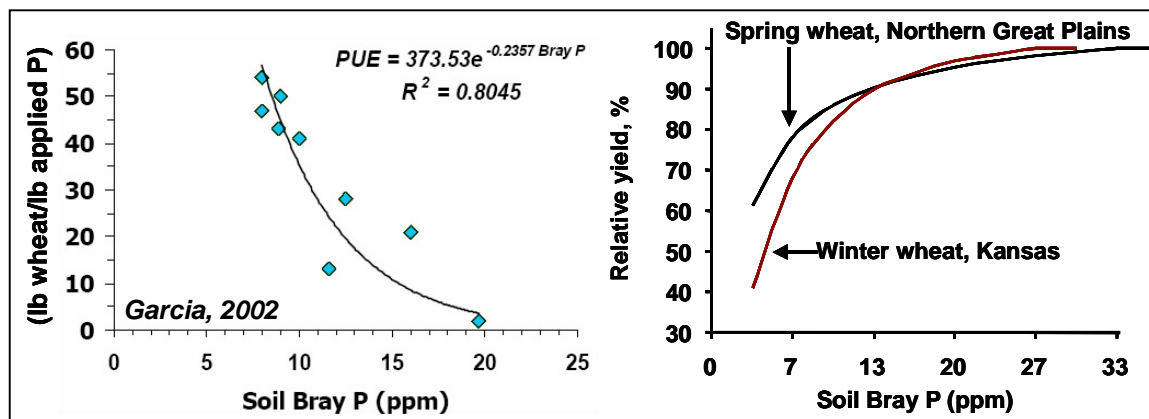 (lb wheat/lb applied P)
60
50
40
30
20
10
0
PUE = 373.53e^-0.2357 Bray P
R² = 0.8045
Garcia, 2002
0 5 10 15 20 25
Soil Bray P (ppm)
Relative yield, %
100
90
80
70
60
50
40
30
Spring wheat, Northern Great Plains
Winter wheat, Kansas
0 7 13 20 27 33
Soil Bray P (ppm)